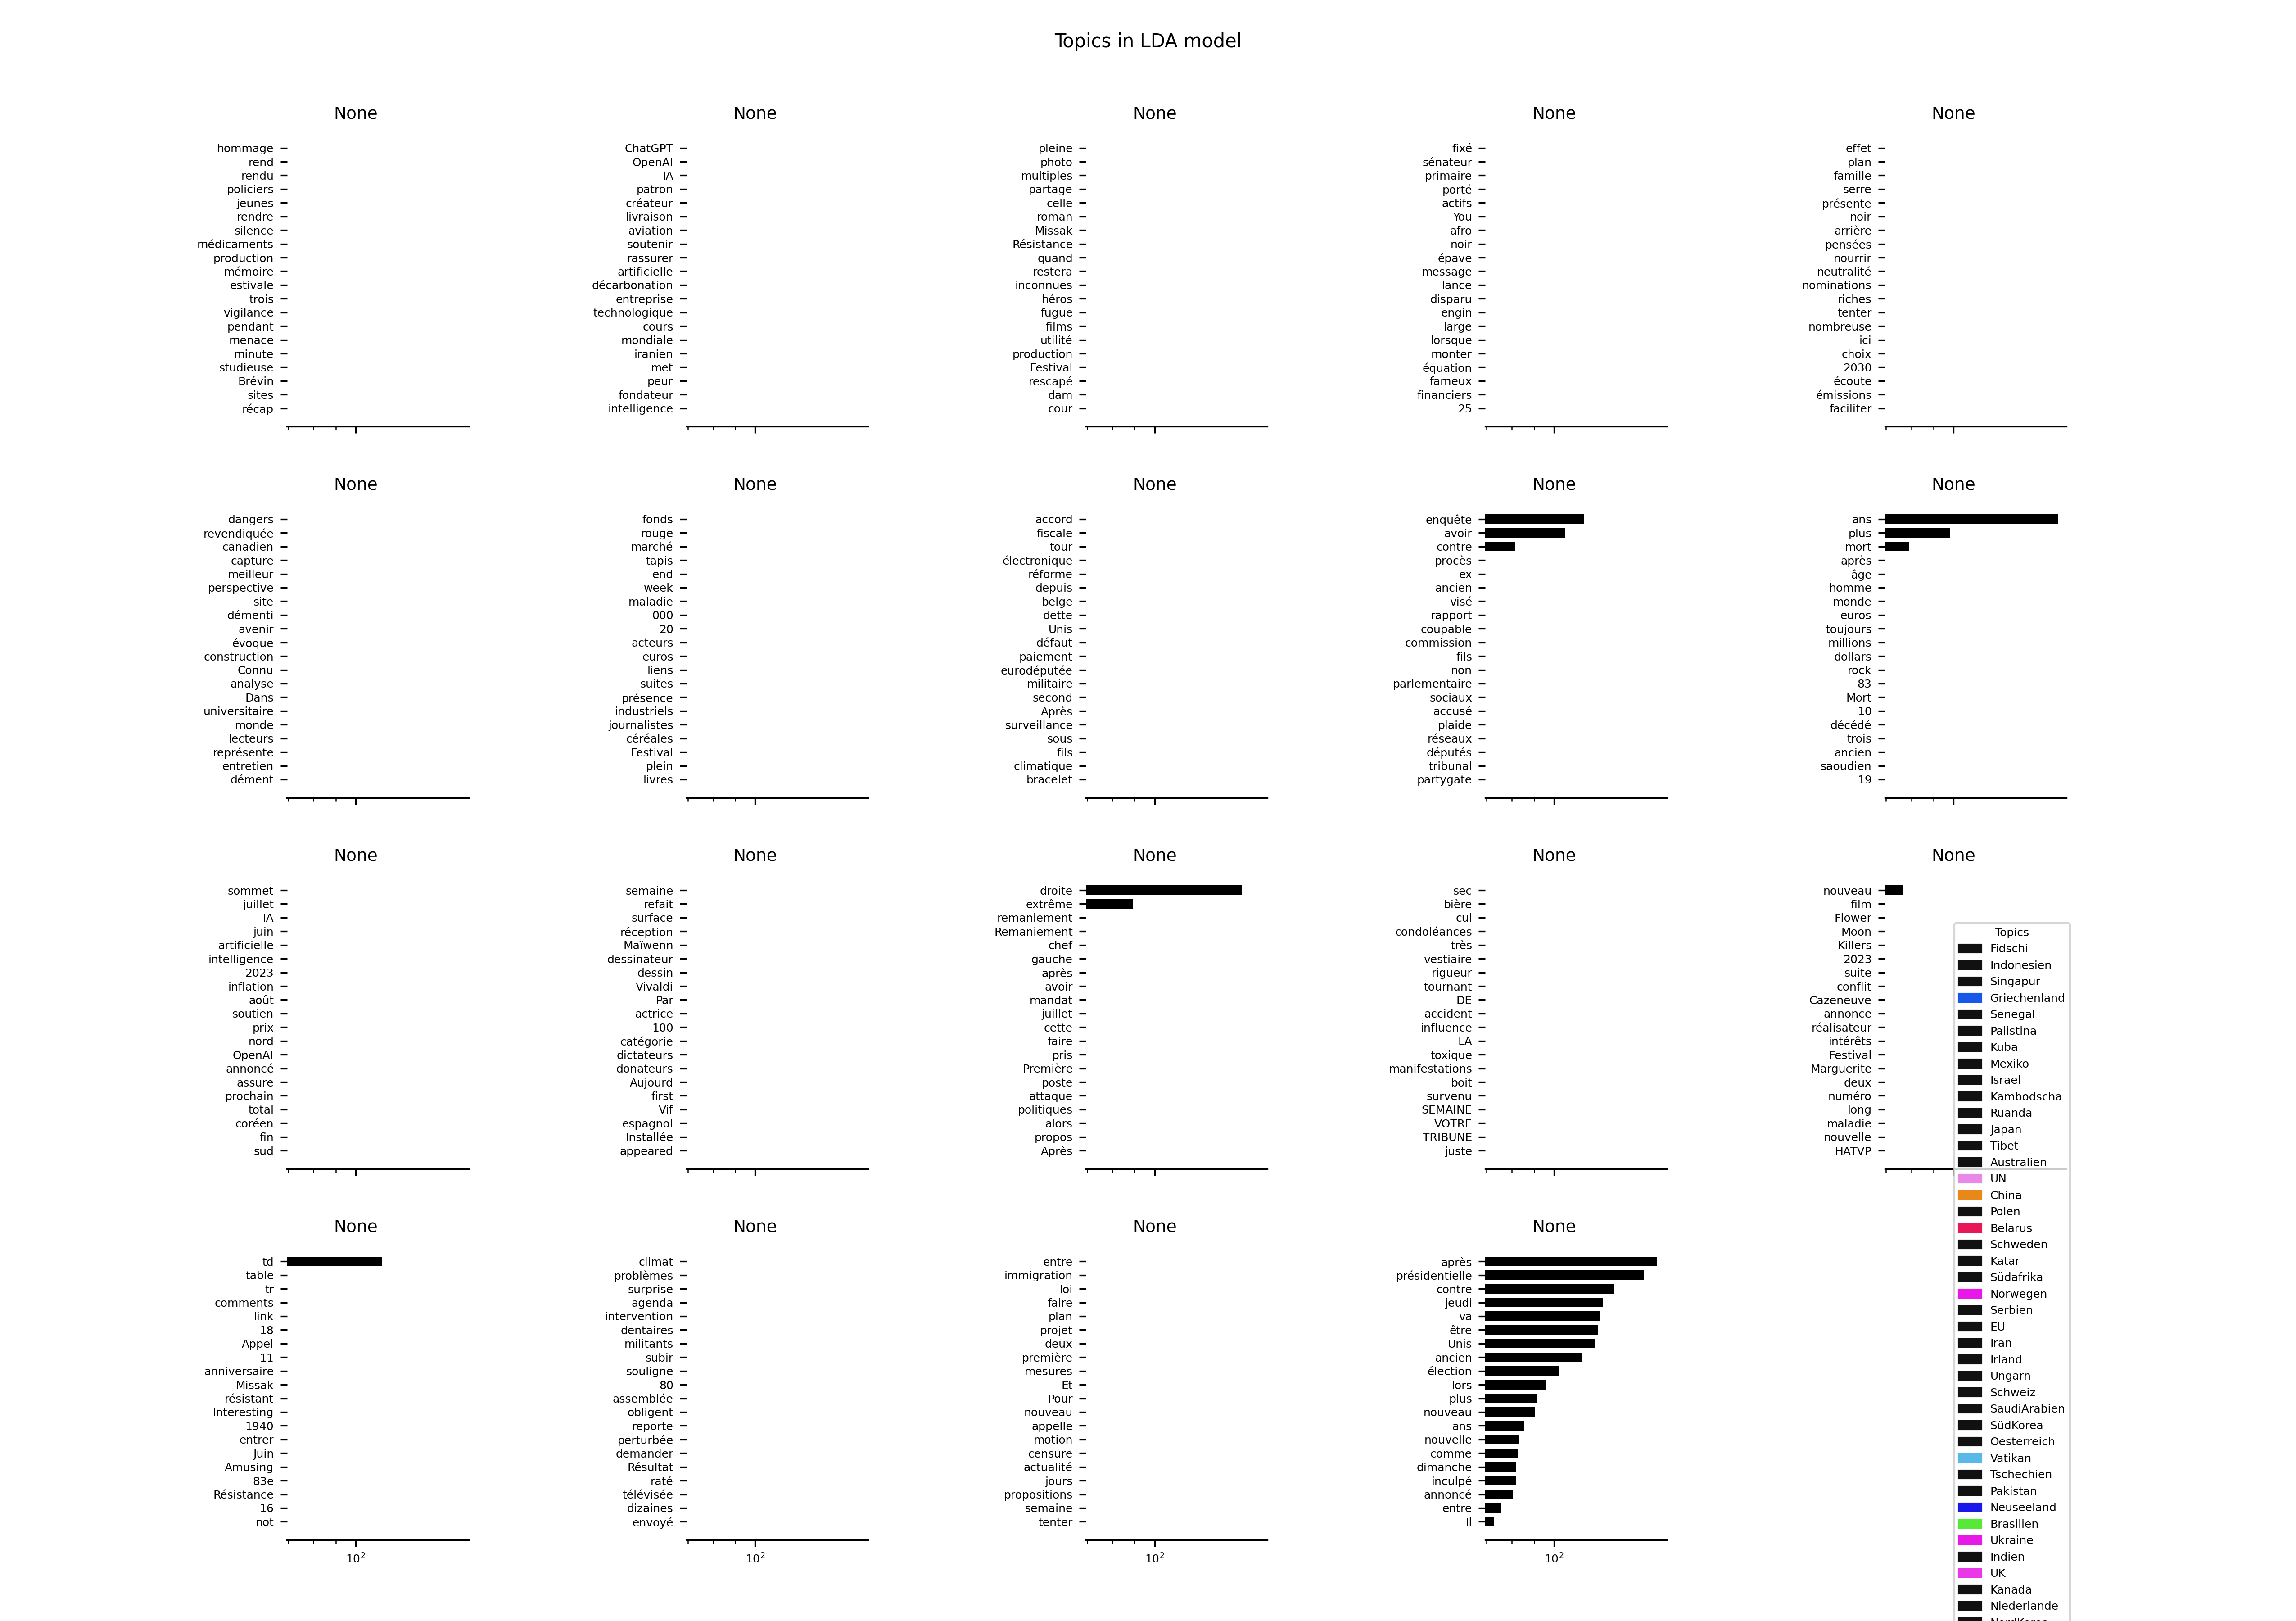 Topics in LDA model
None
hommage
rend
rendu
policiers
jeunes
rendre
silence
médicaments
production
mémoire
estivale
trois
vigilance
pendant
menace
minute
studieuse
Brévin
sites
récap
None
ChatGPT
OpenAI
IA
patron
créateur
livraison
aviation
soutenir
rassurer
artificielle
décarbonation
entreprise
technologique
cours
mondiale
iranien
met
peur
fondateur
intelligence
None
pleine
photo
multiples
partage
celle
roman
Missak
Résistance
quand
restera
inconnues
héros
fugue
films
utilité
production
Festival
rescapé
dam
cour
None
fixé
sénateur
primaire
porté
actifs
You
afro
noir
épave
message
lance
disparu
engin
large
lorsque
monter
équation
fameux
financiers
25
None
effet
plan
famille
serre
présente
noir
arrière
pensées
nourrir
neutralité
nominations
riches
tenter
nombreuse
ici
choix
2030
écoute
émissions
faciliter
None
dangers
revendiquée
canadien
capture
meilleur
perspective
site
démenti
avenir
évoque
construction
Connu
analyse
Dans
universitaire
monde
lecteurs
représente
entretien
dément
None
fonds
rouge
marché
tapis
end
week
maladie
000
20
acteurs
euros
liens
suites
présence
industriels
journalistes
céréales
Festival
plein
livres
None
accord
fiscale
tour
électronique
réforme
depuis
belge
dette
Unis
défaut
paiement
eurodéputée
militaire
second
Après
surveillance
sous
fils
climatique
bracelet
None
enquête
avoir
contre
procès
ex
ancien
visé
rapport
coupable
commission
fils
non
parlementaire
sociaux
accusé
plaide
réseaux
députés
tribunal
partygate
None
ans
plus
mort
après
âge
homme
monde
euros
toujours
millions
dollars
rock
83
Mort
10
décédé
trois
ancien
saoudien
19
None
sommet
juillet
IA
juin
artificielle
intelligence
2023
inflation
août
soutien
prix
nord
OpenAI
annoncé
assure
prochain
total
coréen
fin
sud
None
semaine
refait
surface
réception
Maïwenn
dessinateur
dessin
Vivaldi
Par
actrice
100
catégorie
dictateurs
donateurs
Aujourd
first
Vif
espagnol
Installée
appeared
None
droite
extrême
remaniement
Remaniement
chef
gauche
après
avoir
mandat
juillet
cette
faire
pris
Première
poste
attaque
politiques
alors
propos
Après
None
sec
bière
cul
condoléances
très
vestiaire
rigueur
tournant
DE
accident
influence
LA
toxique
manifestations
boit
survenu
SEMAINE
VOTRE
TRIBUNE
juste
None
nouveau
film
Flower
Moon
Killers
2023
suite
conflit
Cazeneuve
annonce
réalisateur
intérêts
Festival
Marguerite
deux
numéro
long
maladie
nouvelle
HATVP
None
td
table
tr
comments
link
18
Appel
11
anniversaire
Missak
résistant
Interesting
1940
entrer
Juin
Amusing
83e
Résistance
16
not
10²
None
climat
problèmes
surprise
agenda
intervention
dentaires
militants
subir
souligne
80
assemblée
obligent
reporte
perturbée
demander
Résultat
raté
télévisée
dizaines
envoyé
10²
None
entre
immigration
loi
faire
plan
projet
deux
première
mesures
Et
Pour
nouveau
appelle
motion
censure
actualité
jours
propositions
semaine
tenter
10²
None
après
présidentielle
contre
jeudi
va
être
Unis
ancien
élection
lors
plus
nouveau
ans
nouvelle
comme
dimanche
inculpé
annoncé
entre
Il
10²
Topics
Fidschi
Indonesien
Singapur
Griechenland
Senegal
Palistina
Kuba
Mexiko
Israel
Kambodscha
Ruanda
Japan
Tibet
Australien
UN
China
Polen
Belarus
Schweden
Katar
Südafrika
Norwegen
Serbien
EU
Iran
Irland
Ungarn
Schweiz
SaudiArabien
SüdKorea
Oesterreich
Vatikan
Tschechien
Pakistan
Neuseeland
Brasilien
Ukraine
Indien
UK
Kanada
Niederlande